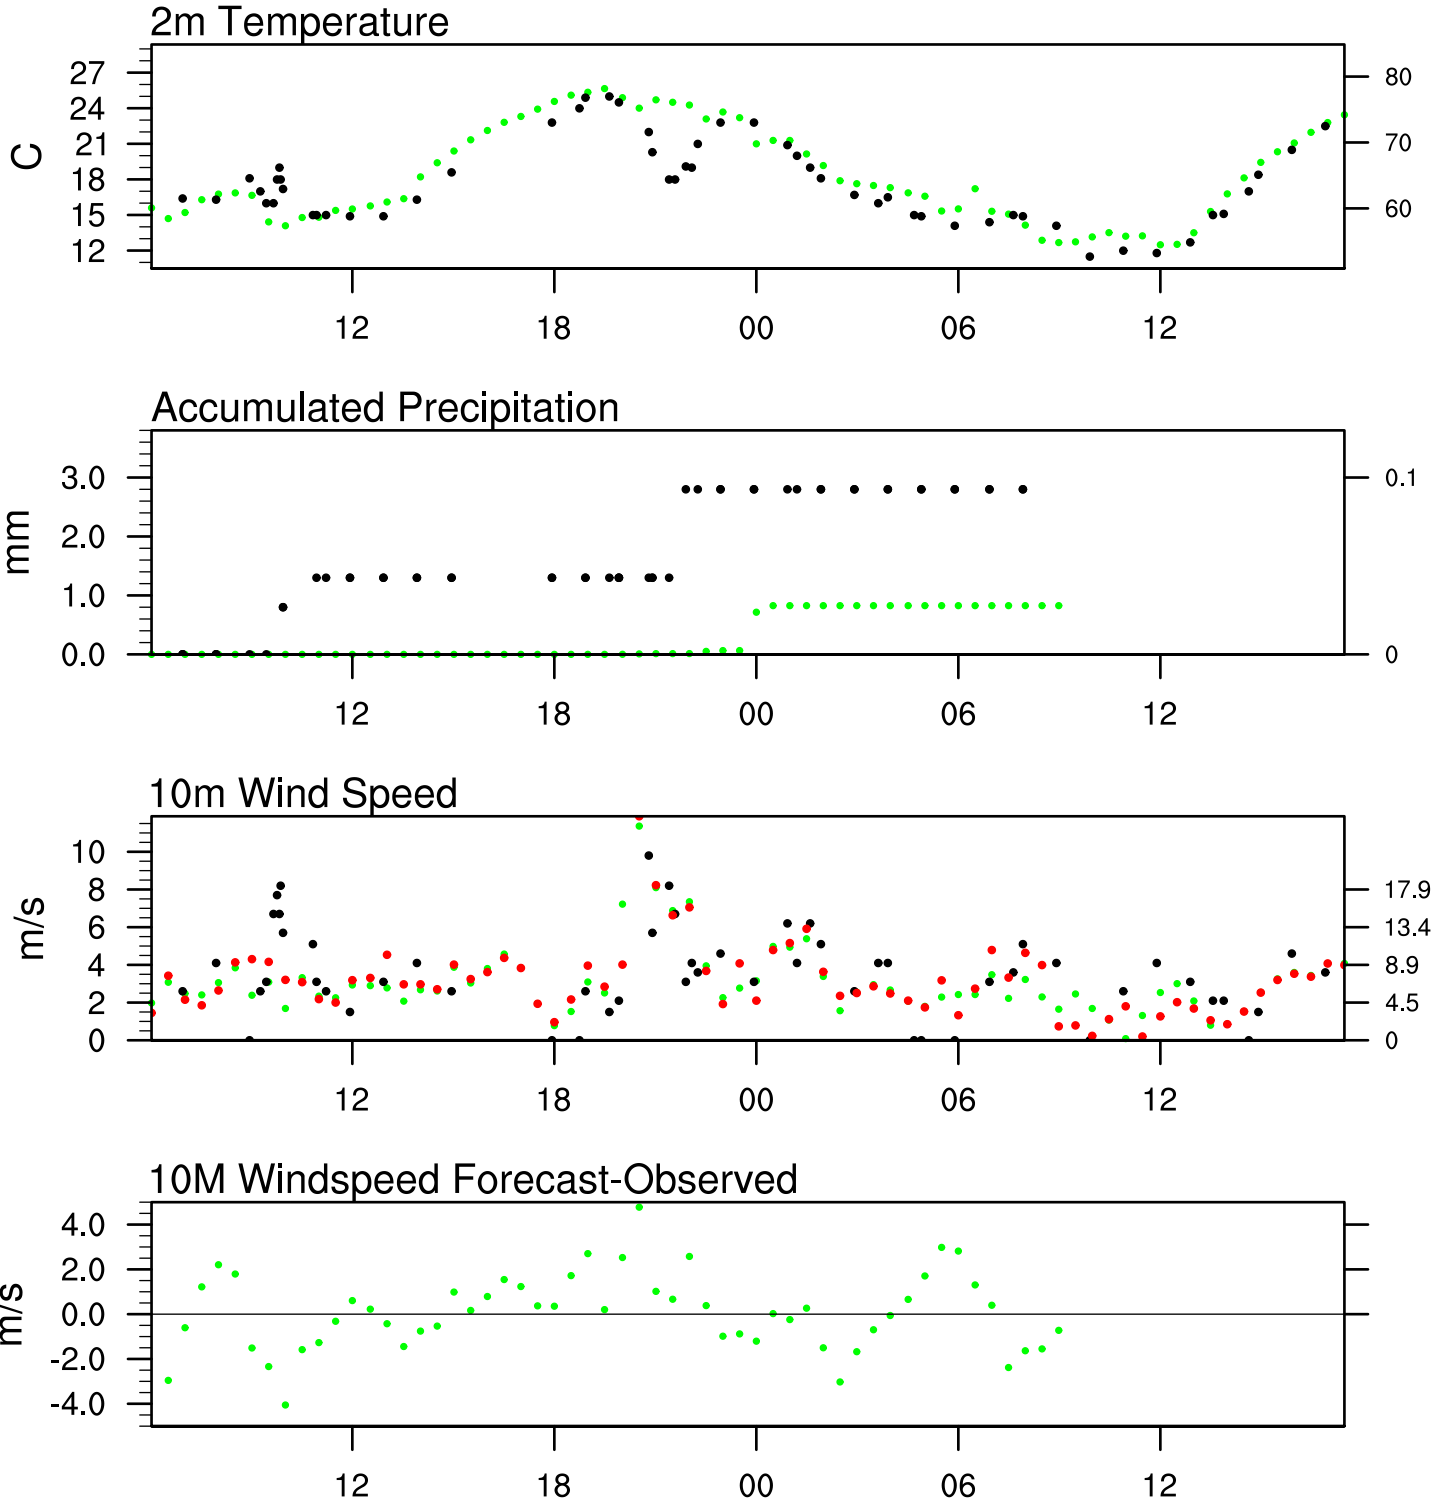 2m Temperature
27
24
21
18
15
12
C
80
70
60
12 18 00 06 12
Accumulated Precipitation
3.0
2.0
1.0
0.0
mm
0.1
0
12 18 00 06 12
10m Wind Speed
10
8
6
4
2
0
m/s
17.9
13.4
8.9
4.5
0
12 18 00 06 12
10M Windspeed Forecast-Observed
4.0
2.0
0.0
-2.0
-4.0
m/s
12 18 00 06 12